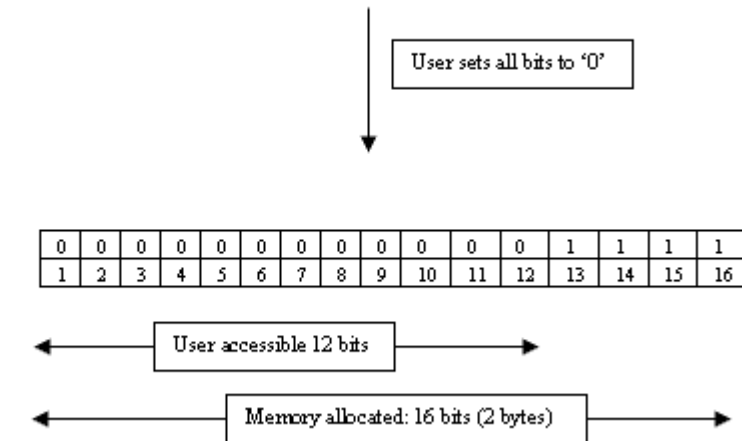 User sets all bits to ‘0’
0 0 0 0 0 0 0 0 0 0 0 0 1 1 1 1
1 2 3 4 5 6 7 8 9 10 11 12 13 14 15 16
User accessible 12 bits
Memory allocated: 16 bits (2 bytes)